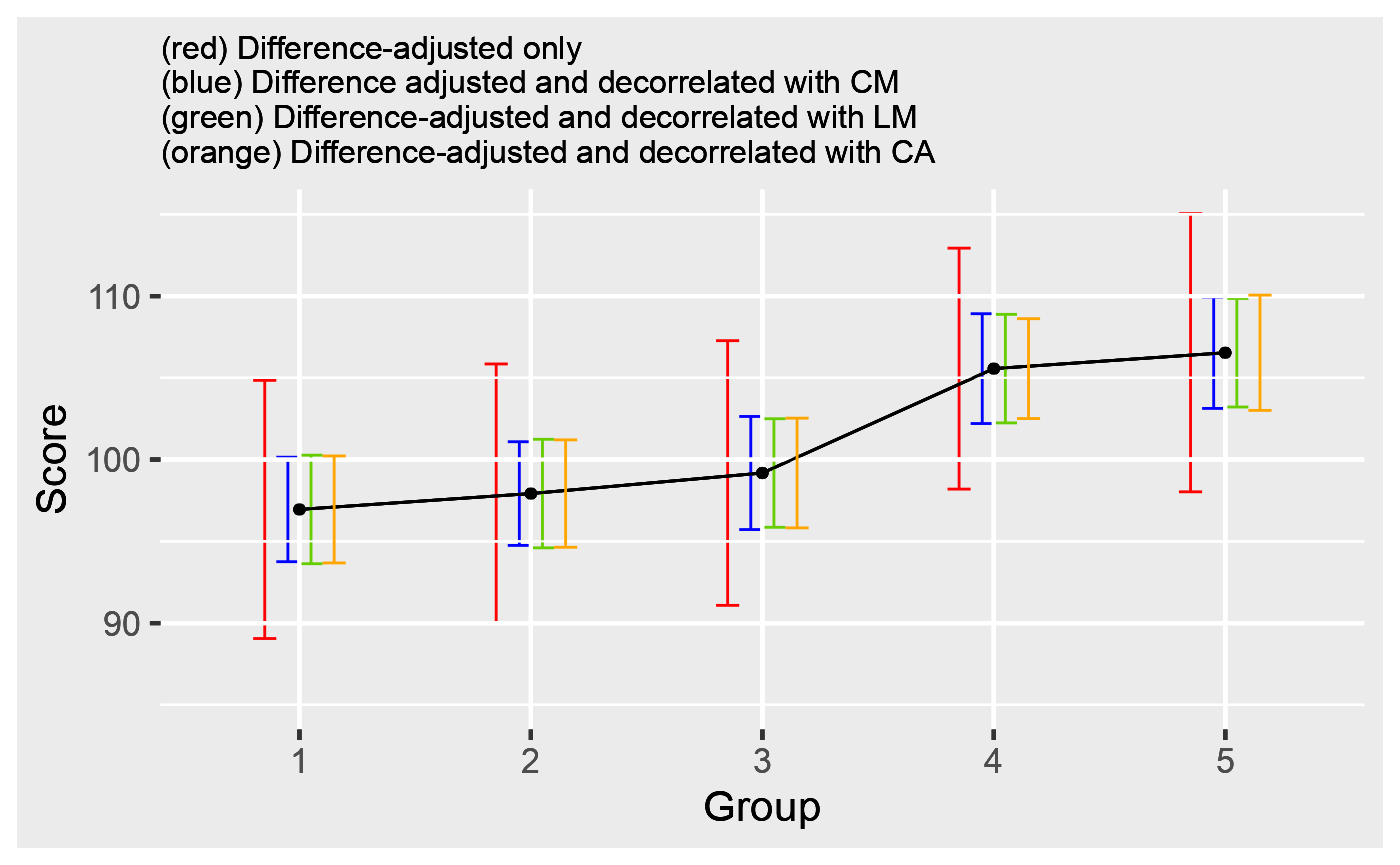 (red) Difference-adjusted only
(blue) Difference adjusted and decorrelated with CM
(green) Difference-adjusted and decorrelated with LM
(orange) Difference-adjusted and decorrelated with CA
110
100
90
Score
1 2 3 4 5
Group